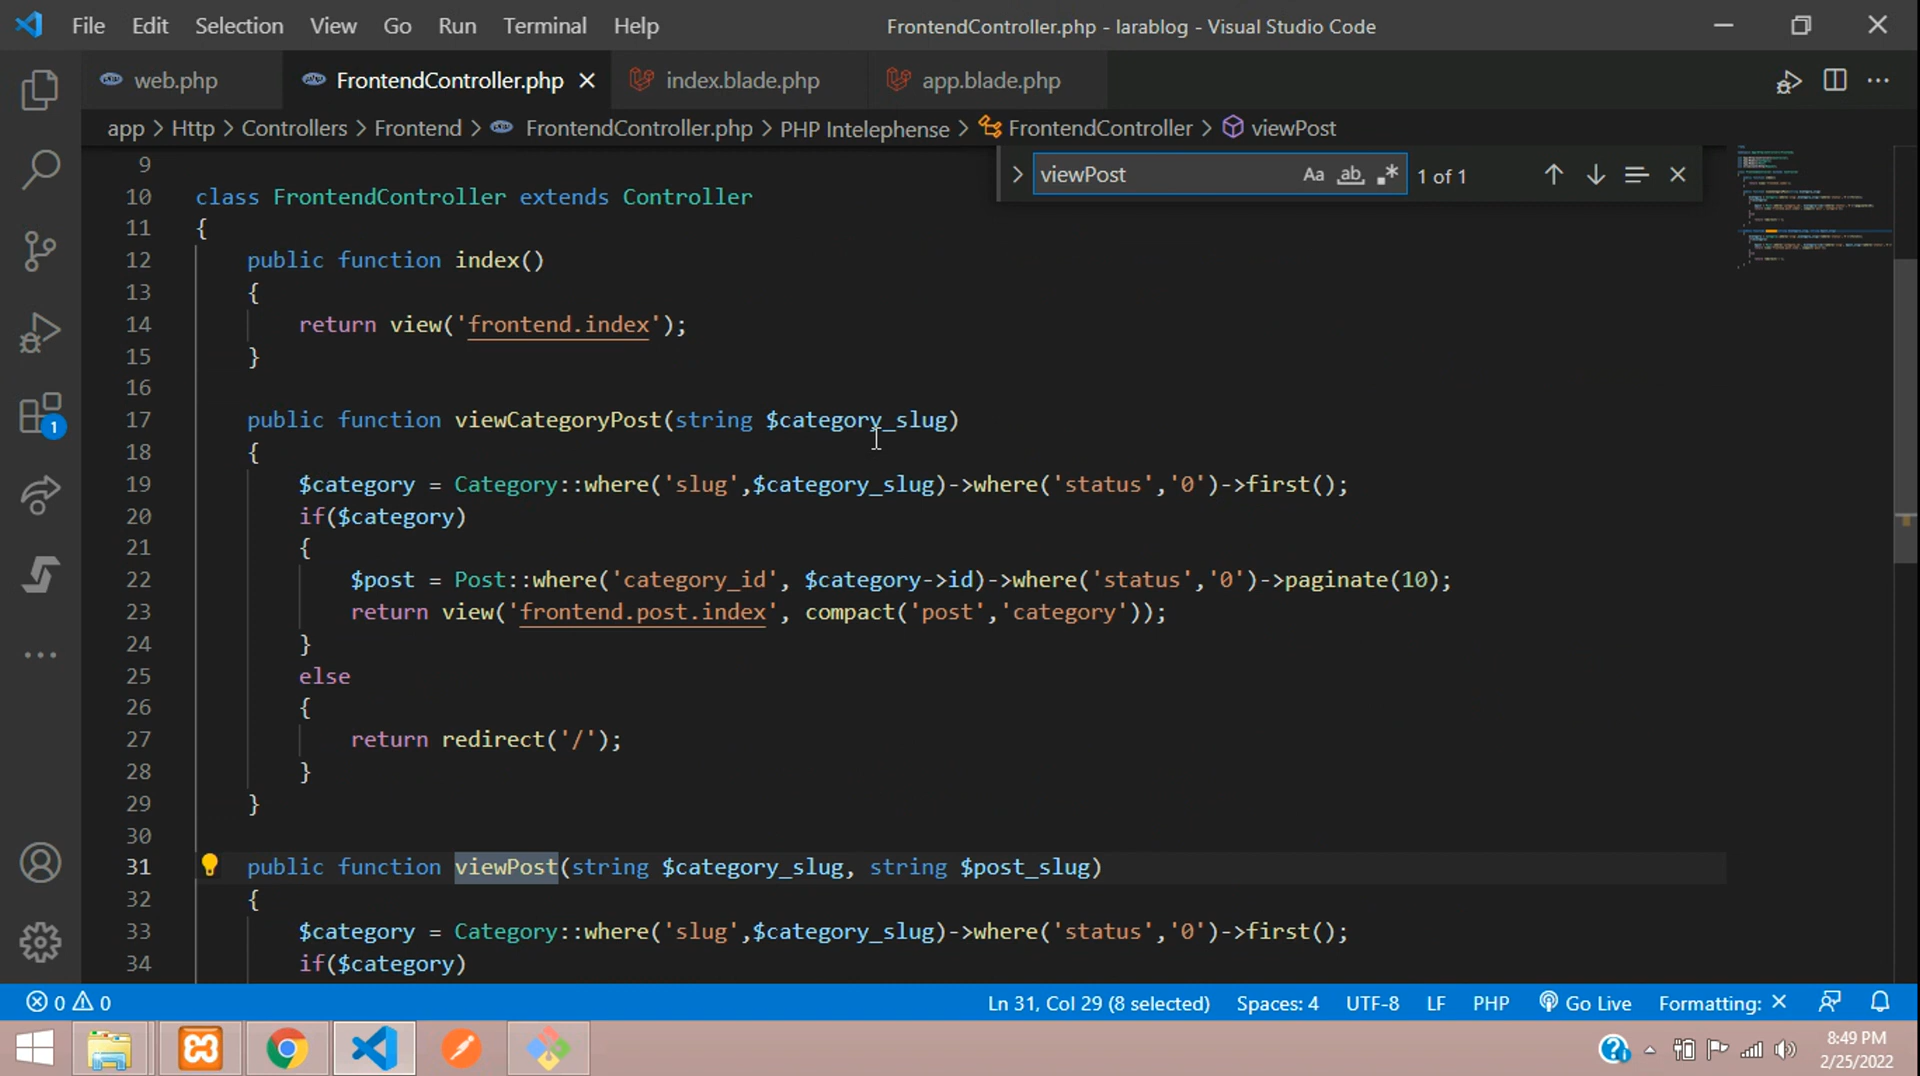 File Edit Selection View Go Run Terminal Help FrontendController.php - larablog - Visual Studio Code
web.php FrontendController.php index.blade.php app.blade.php
app > Http > Controllers > Frontend > FrontendController.php > PHP Intelephense > FrontendController > viewPost
viewPost Aa ab 1 of 1
9
10 class FrontendController extends Controller
11 {
12 public function index()
13 {
14 return view('frontend.index');
15 }
16
17 public function viewCategoryPost(string $category_slug)
18 {
19 $category = Category::where('slug',$category_slug)->where('status','0')->first();
20 if($category)
21 {
22 $post = Post::where('category_id', $category->id)->where('status','0')->paginate(10);
23 return view('frontend.post.index', compact('post','category'));
24 }
25 else
26 {
27 return redirect('/');
28 }
29 }
30
31 public function viewPost(string $category_slug, string $post_slug)
32 {
33 $category = Category::where('slug',$category_slug)->where('status','0')->first();
34 if($category)
1
0 0 Ln 31, Col 29 (8 selected) Spaces: 4 UTF-8 LF PHP Go Live Formatting: ×
8:49 PM
2/25/2022